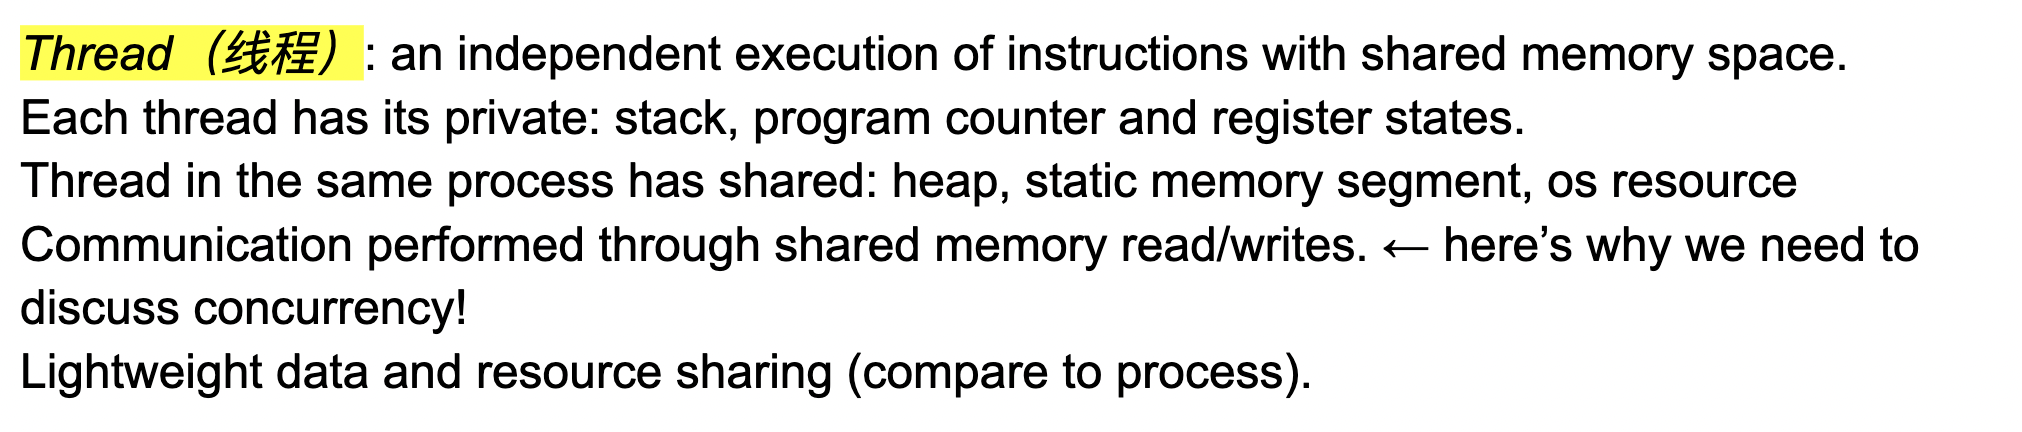 Thread（线程）: an independent execution of instructions with shared memory space.
Each thread has its private: stack, program counter and register states.
Thread in the same process has shared: heap, static memory segment, os resource
Communication performed through shared memory read/writes. ← here’s why we need to
discuss concurrency!
Lightweight data and resource sharing (compare to process).